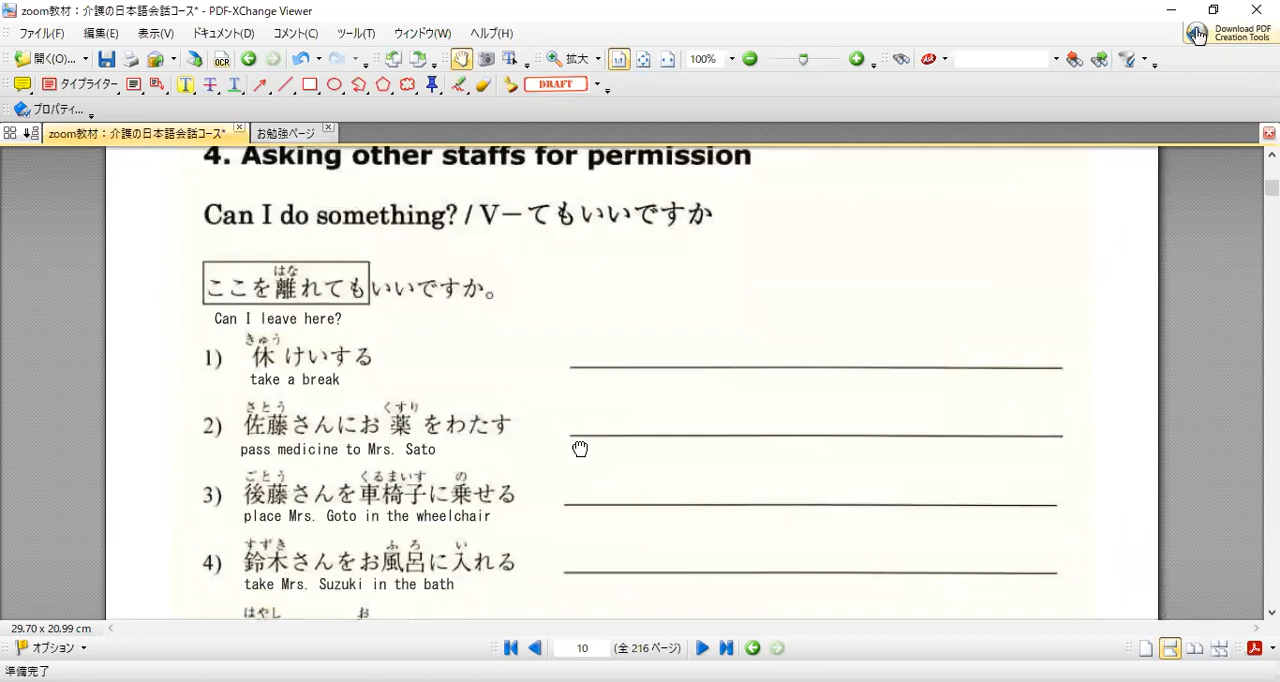 zoom教材：介護の日本語会話コース* - PDF-XChange Viewer
ファイル(F) 編集(E) 表示(V) ドキュメント(D) コメント(C) ツール(T) ウィンドウ(W) ヘルプ(H)
Download PDF
Creation Tools
開く(O)... OCR 拡大 100%
タイプライター DRAFT
プロパティ...
zoom教材：介護の日本語会話コース* お勉強ページ
4. Asking other staffs for permission
Can I do something? / V－てもいいですか
はな
ここを離れてもいいですか。
Can I leave here?
きゅう
1) 休けいする
take a break
さとう くすり
2) 佐藤さんにお薬をわたす
pass medicine to Mrs. Sato
ごとう くるまいす の
3) 後藤さんを車椅子に乗せる
place Mrs. Goto in the wheelchair
すずき ふろ い
4) 鈴木さんをお風呂に入れる
take Mrs. Suzuki in the bath
はやし お
29.70 x 20.99 cm
オプション 10 (全 216 ページ)
準備完了